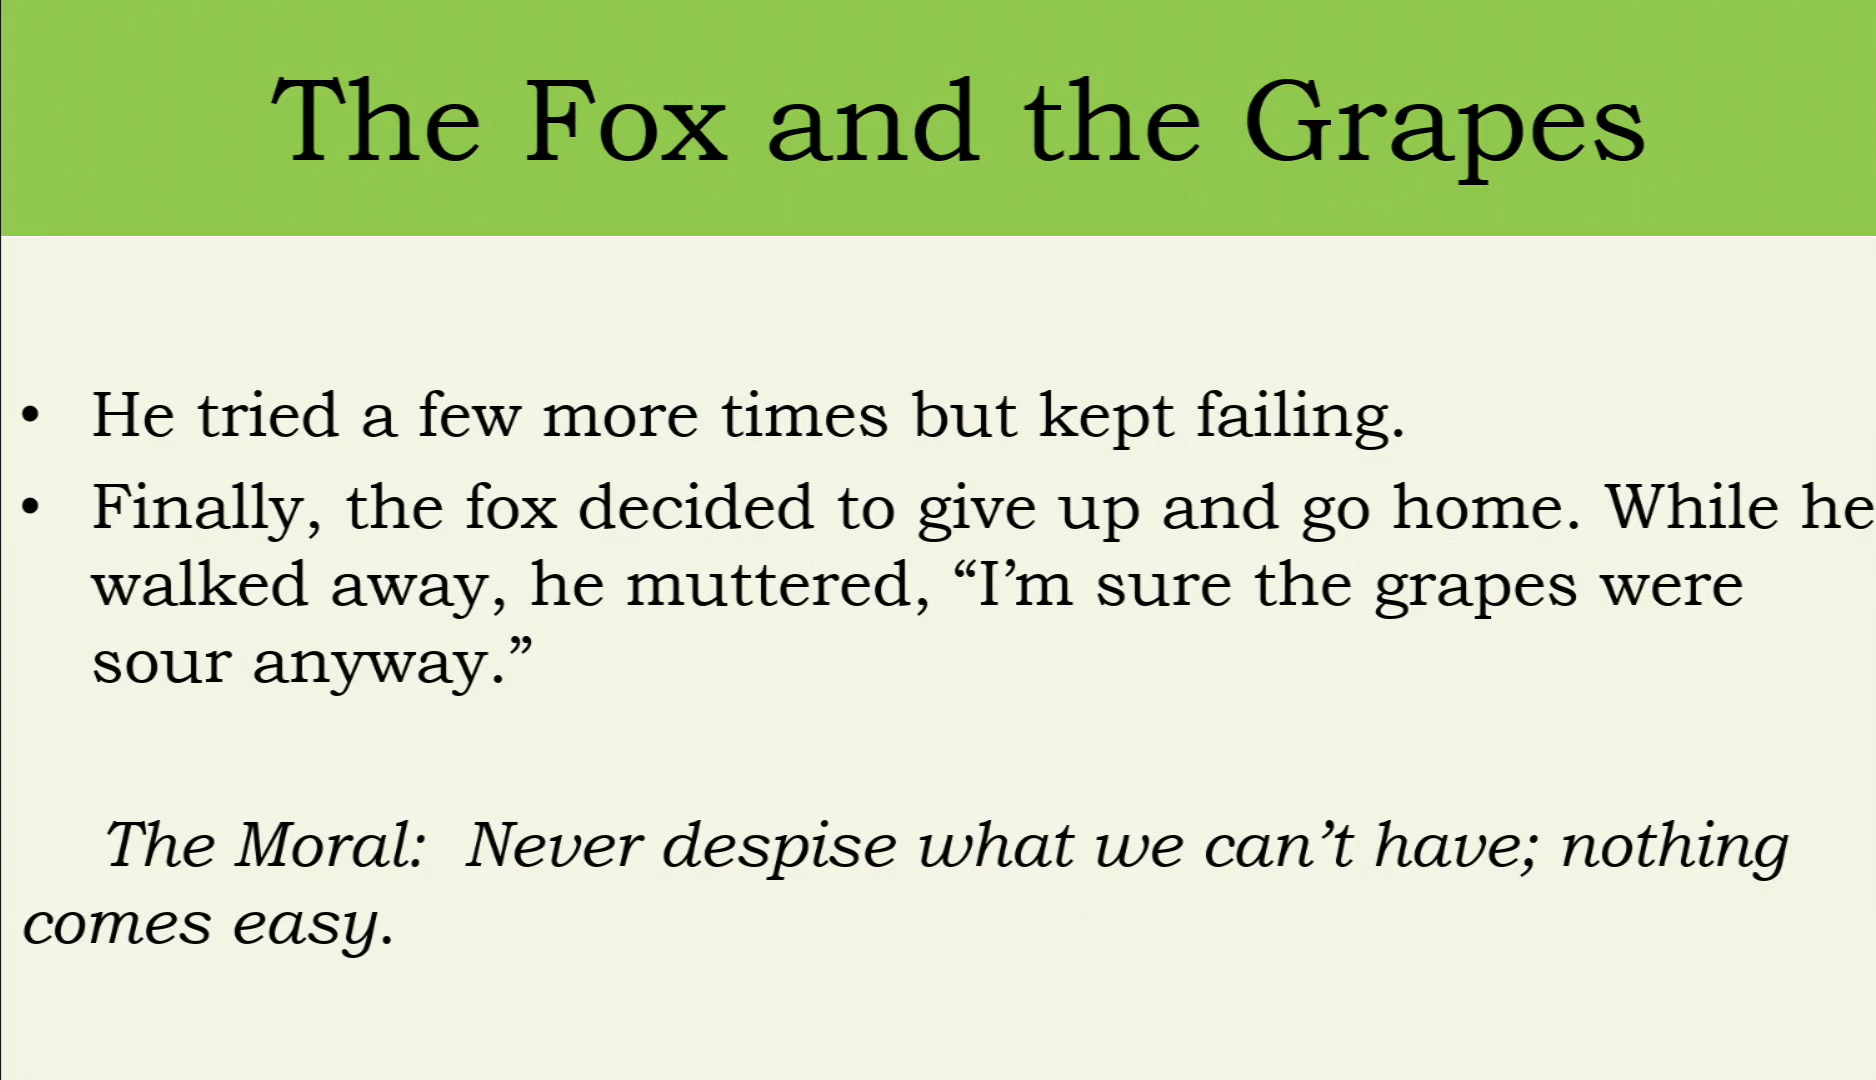 The Fox and the Grapes
• He tried a few more times but kept failing.
• Finally, the fox decided to give up and go home. While he
walked away, he muttered, “I’m sure the grapes were
sour anyway.”
The Moral:  Never despise what we can’t have; nothing
comes easy.